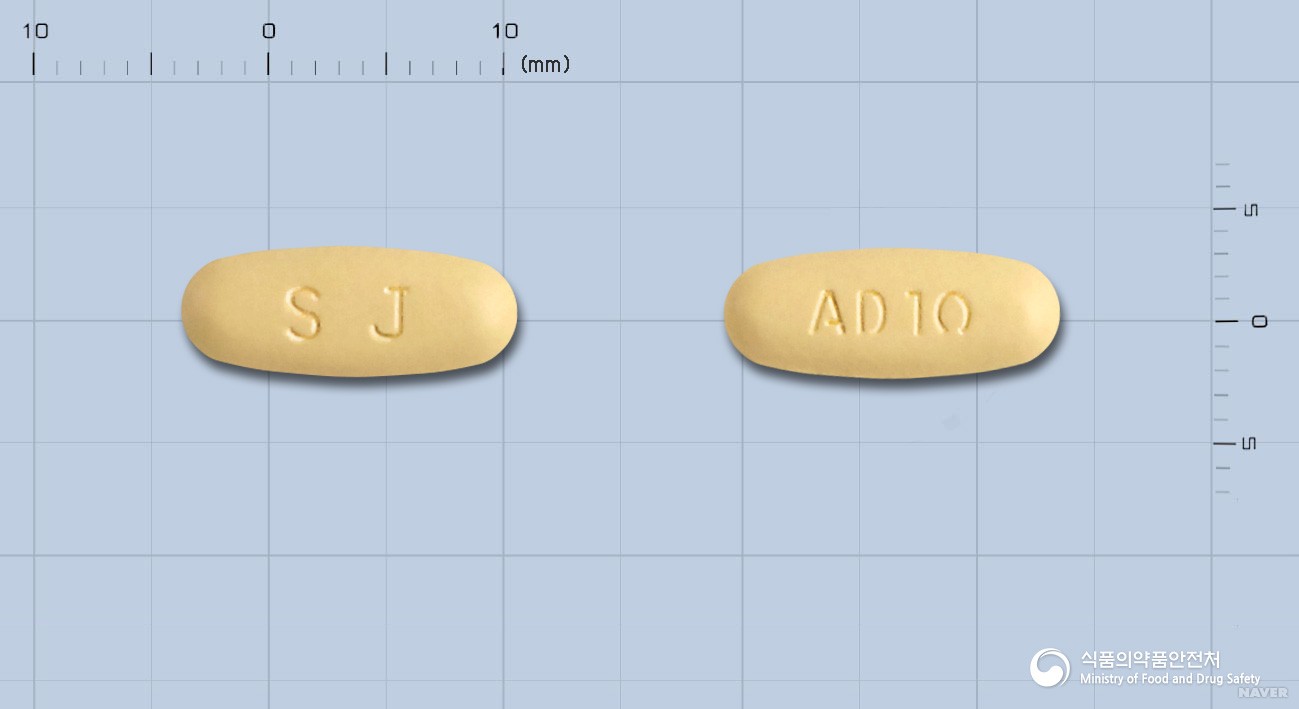 10 0 10
(mm)
S J
AD10
5
0
5
식품의약품안전처
Ministry of Food and Drug Safety
NAVER